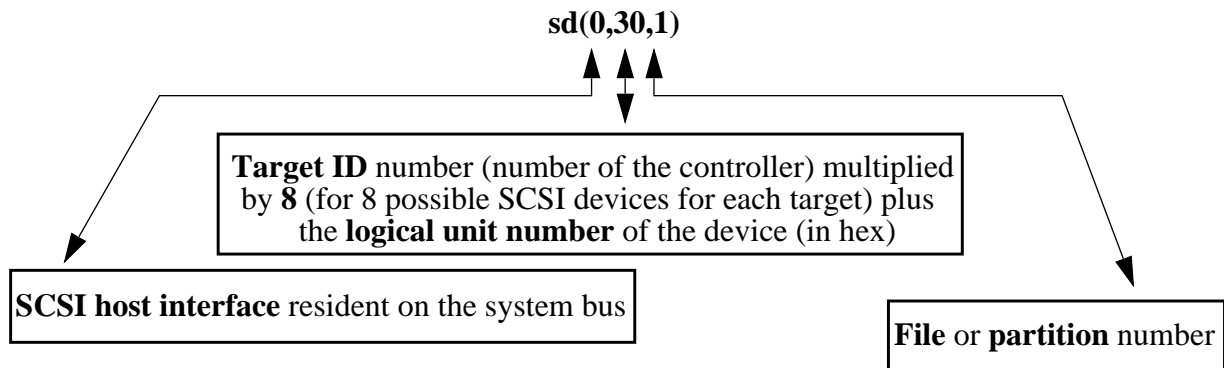 sd(0,30,1)
Target ID number (number of the controller) multiplied
by 8 (for 8 possible SCSI devices for each target) plus
the logical unit number of the device (in hex)
SCSI host interface resident on the system bus
File or partition number